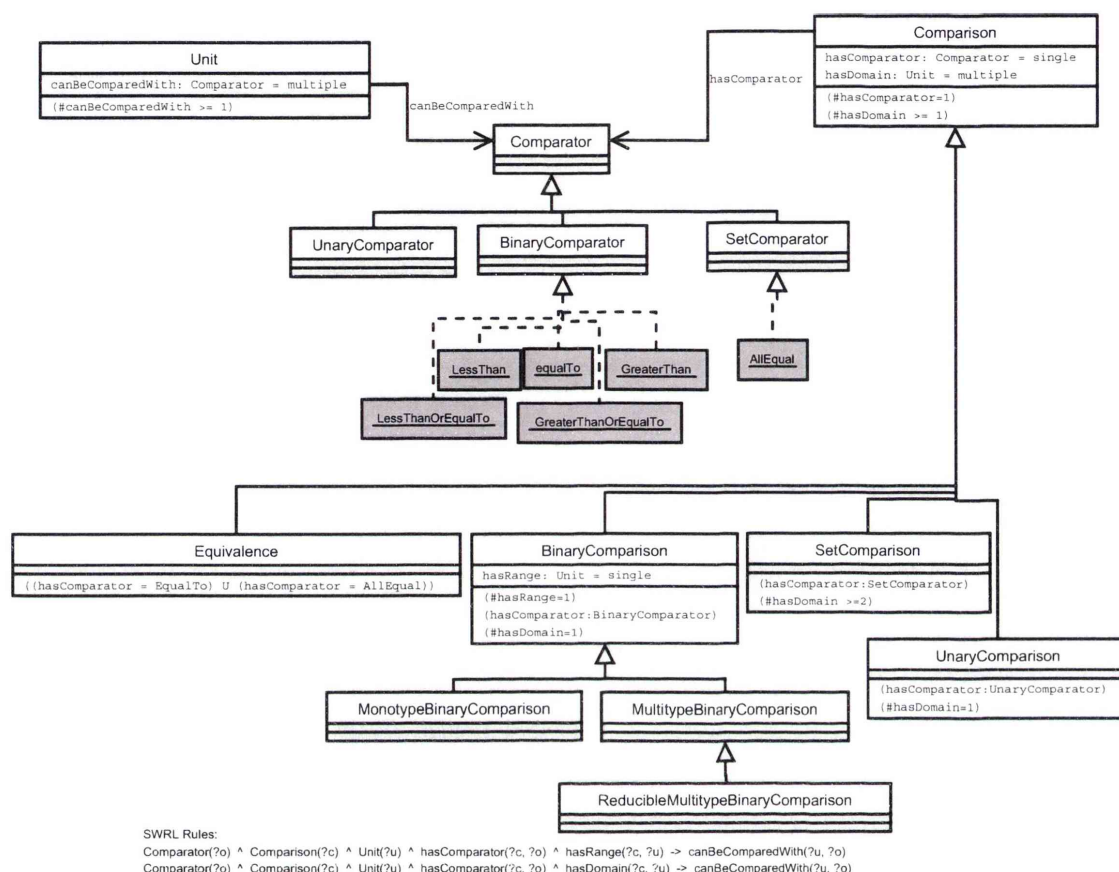 Unit
canBeComparedWith: Comparator = multiple
(#canBeComparedWith >= 1)
canBeComparedWith
hasComparator
Comparison
hasComparator: Comparator = single
hasDomain: Unit = multiple
(#hasComparator=1)
(#hasDomain >= 1)
Comparator
UnaryComparator
BinaryComparator
SetComparator
LessThan
equalTo
GreaterThan
AllEqual
LessThanOrEqualTo
GreaterThanOrEqualTo
Equivalence
((hasComparator = EqualTo) U (hasComparator = AllEqual))
BinaryComparison
hasRange: Unit = single
(#hasRange=1)
(hasComparator:BinaryComparator)
(#hasDomain=1)
SetComparison
(hasComparator:SetComparator)
(#hasDomain >=2)
UnaryComparison
(hasComparator:UnaryComparator)
(#hasDomain=1)
MonotypeBinaryComparison
MultitypeBinaryComparison
ReducibleMultitypeBinaryComparison
SWRL Rules:
Comparator(?o) ^ Comparison(?c) ^ Unit(?u) ^ hasComparator(?c, ?o) ^ hasRange(?c, ?u) -> canBeComparedWith(?u, ?o)
Comparator(?o) ^ Comparison(?c) ^ Unit(?u) ^ hasComparator(?c, ?o) ^ hasDomain(?c, ?u) -> canBeComparedWith(?u, ?o)